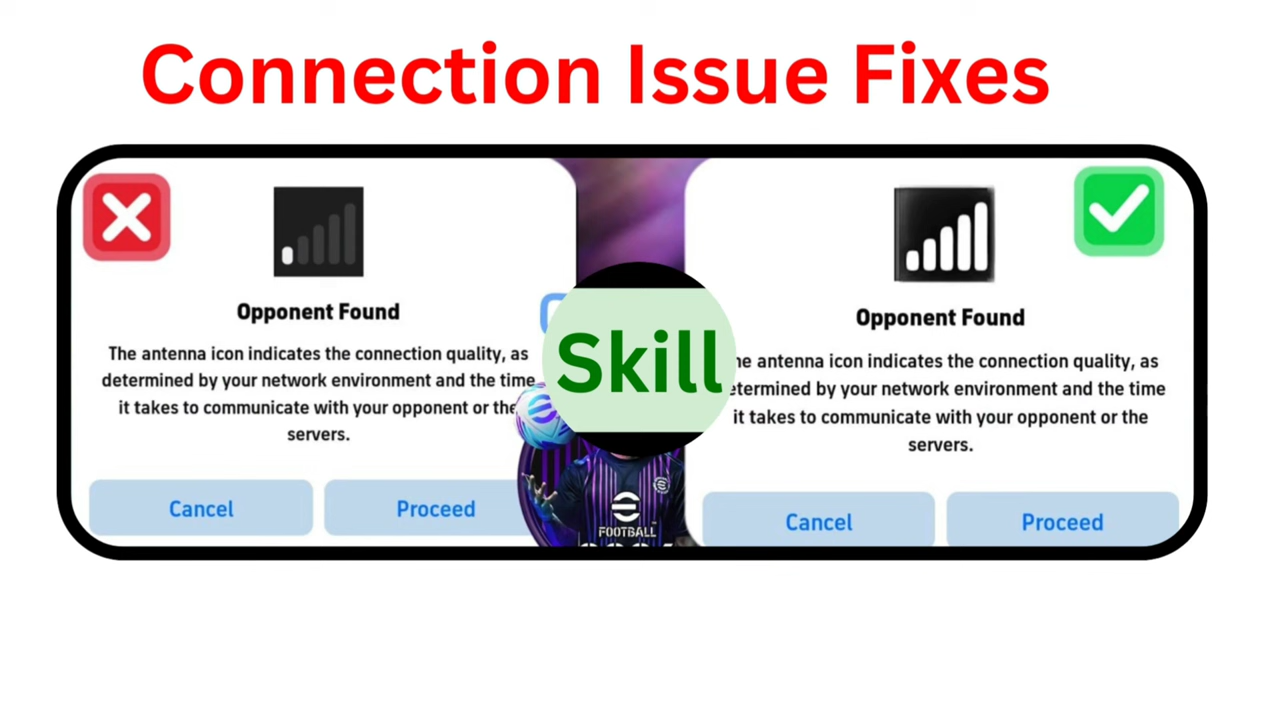 Connection Issue Fixes
Opponent Found
The antenna icon indicates the connection quality, as
determined by your network environment and the time
it takes to communicate with your opponent or the
servers.
Cancel
Proceed
Skill
FOOTBALL
Opponent Found
he antenna icon indicates the connection quality, as
etermined by your network environment and the time
it takes to communicate with your opponent or the
servers.
Cancel
Proceed